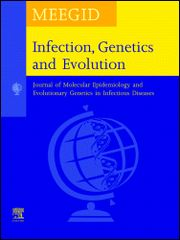 MEEGID
Infection, Genetics
and Evolution
Journal of Molecular Epidemiology and
Evolutionary Genetics in Infectious Diseases